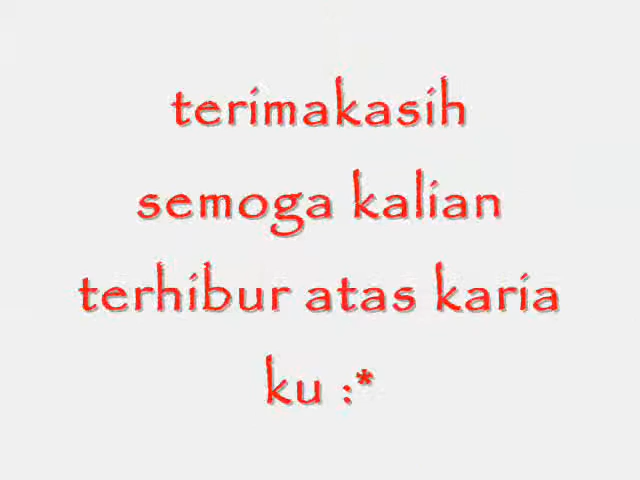 terimakasih
semoga kalian
terhibur atas karia
ku :*